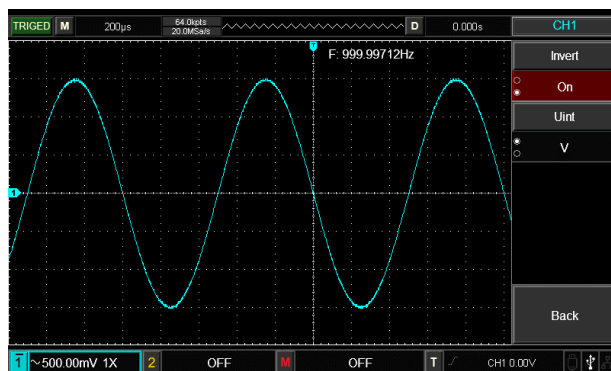 TRIGED M 200μs 64.0kpts D 0.000s CH1
20.0MSa/s
T
F: 999.99712Hz
Invert
On
Uint
V
1
Back
1 ~500.00mV 1X 2 OFF M OFF T CH1 0.00V